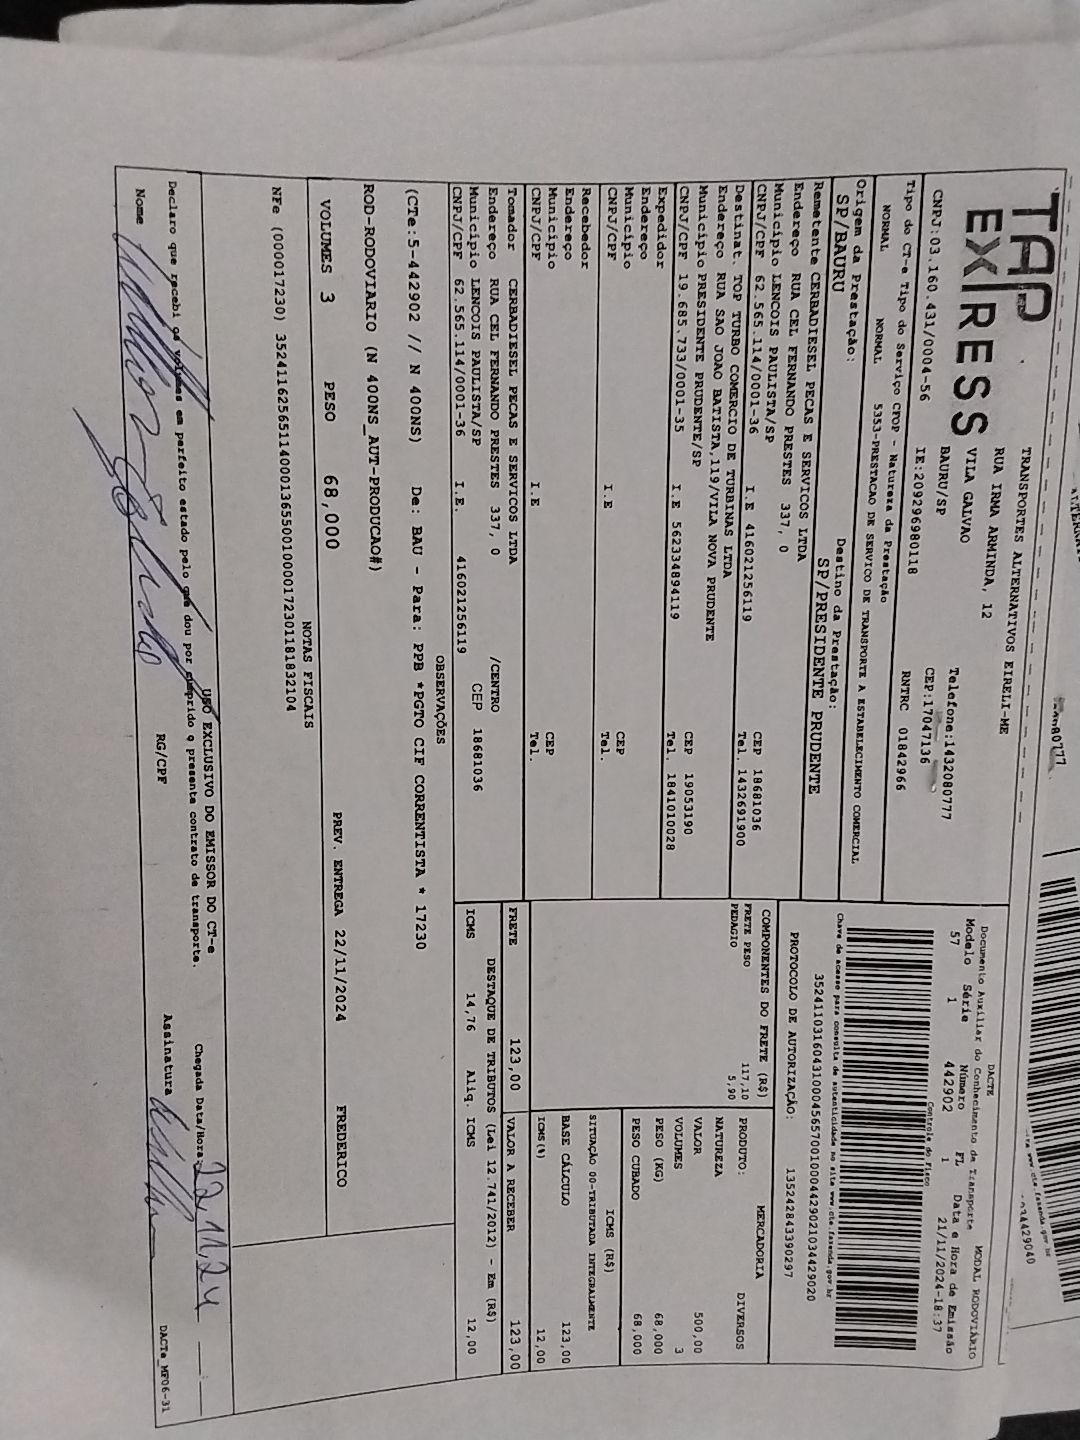 TAP
EXPRESS
TRANSPORTES ALTERNATIVOS EIRELI-ME
RUA IRMA ARMINDA, 12
VILA GALVAO
BAURU/SP
Telefone:1432080777
CEP:17047136
CNPJ:03.160.431/0004-56
IE:209296980118
RNTRC 01842966
DACTE
Documento Auxiliar do Conhecimento de Transporte
MODAL RODOVIÁRIO
Modelo Série Número FL Data e Hora de Emissão
57 1 442902 1 21/11/2024-18:37
Controle do Fisco
Tipo do CT-e Tipo do Serviço CFOP - Natureza da Prestação
NORMAL NORMAL 5353-PRESTACAO DE SERVICO DE TRANSPORTE A ESTABELECIMENTO COMERCIAL
Chave de acesso para consulta de autenticidade no site www.cte.fazenda.gov.br
Origem da Prestação: Destino da Prestação:
SP/BAURU SP/PRESIDENTE PRUDENTE
PROTOCOLO DE AUTORIZAÇÃO: 135242843390297
Remetente CERBADIESEL PECAS E SERVICOS LTDA
Endereço RUA CEL FERNANDO PRESTES 337, 0
Município LENCOIS PAULISTA/SP CEP 18681036
CNPJ/CPF 62.565.114/0001-36 I.E 416021256119 Tel. 1432691900
Destinat. TOP TURBO COMERCIO DE TURBINAS LTDA
Endereço RUA SAO JOAO BATISTA,119/VILA NOVA PRUDENTE
Município PRESIDENTE PRUDENTE/SP CEP 19053190
CNPJ/CPF 19.685.733/0001-35 I.E 562334894119 Tel. 1841010028
Expedidor
Endereço
Município CEP
CNPJ/CPF I.E Tel.
Recebedor
Endereço
Município CEP
CNPJ/CPF I.E Tel.
Tomador CERBADIESEL PECAS E SERVICOS LTDA
Endereço RUA CEL FERNANDO PRESTES 337, 0 /CENTRO
Município LENCOIS PAULISTA/SP CEP 18681036
CNPJ/CPF 62.565.114/0001-36 I.E. 416021256119
COMPONENTES DO FRETE (R$)
FRETE PESO 117,10
PEDAGIO 5,90
MERCADORIA
PRODUTO: DIVERSOS
NATUREZA
VALOR 500,00
VOLUMES 3
PESO (KG) 68,000
PESO CUBADO 68,000
ICMS (R$)
SITUAÇÃO 00-TRIBUTADA INTEGRALMENTE
BASE CÁLCULO 123,00
ICMS(%) 12,00
FRETE 123,00 VALOR A RECEBER 123,00
DESTAQUE DE TRIBUTOS (Lei 12.741/2012) - Em (R$)
ICMS 14,76 Aliq. ICMS 12,00
OBSERVAÇÕES
(CTe:5-442902 // N 400NS) De: BAU - Para: PPB *PGTO CIF CORRENTISTA * 17230
ROD-RODOVIARIO (N 400NS_AUT-PRODUCAO#)
VOLUMES 3 PESO 68,000 PREV. ENTREGA 22/11/2024 FREDERICO
NOTAS FISCAIS
NFe (000017230) 35241162565114000136550010000172301181832104
USO EXCLUSIVO DO EMISSOR DO CT-e
Declaro que recebi os volumes em perfeito estado pelo que dou por cumprido o presente contrato de transporte.
Chegada Data/Hora 22,11,24
Nome RG/CPF Assinatura
DACTe_MF06-31